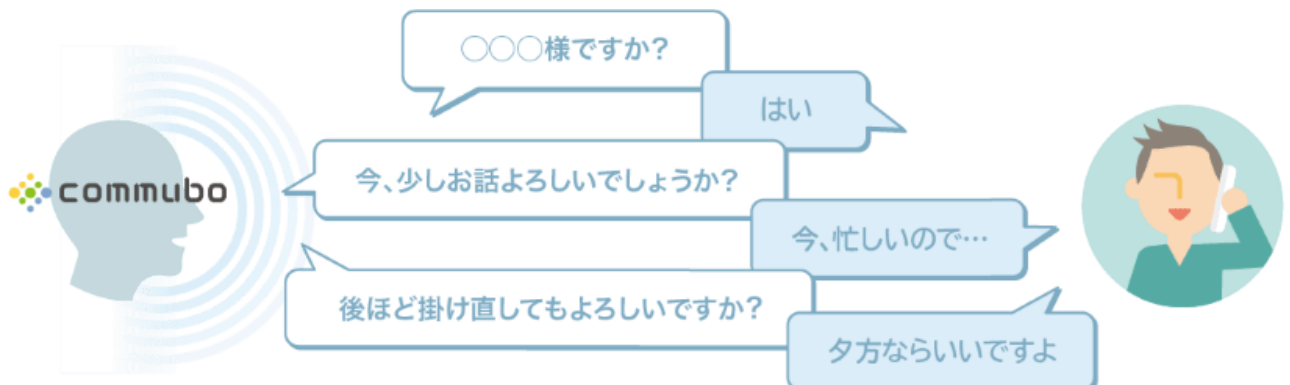 ○○○様ですか?
はい
commubo
今、少しお話よろしいでしょうか?
今、忙しいので…
後ほど掛け直してもよろしいですか?
夕方ならいいですよ